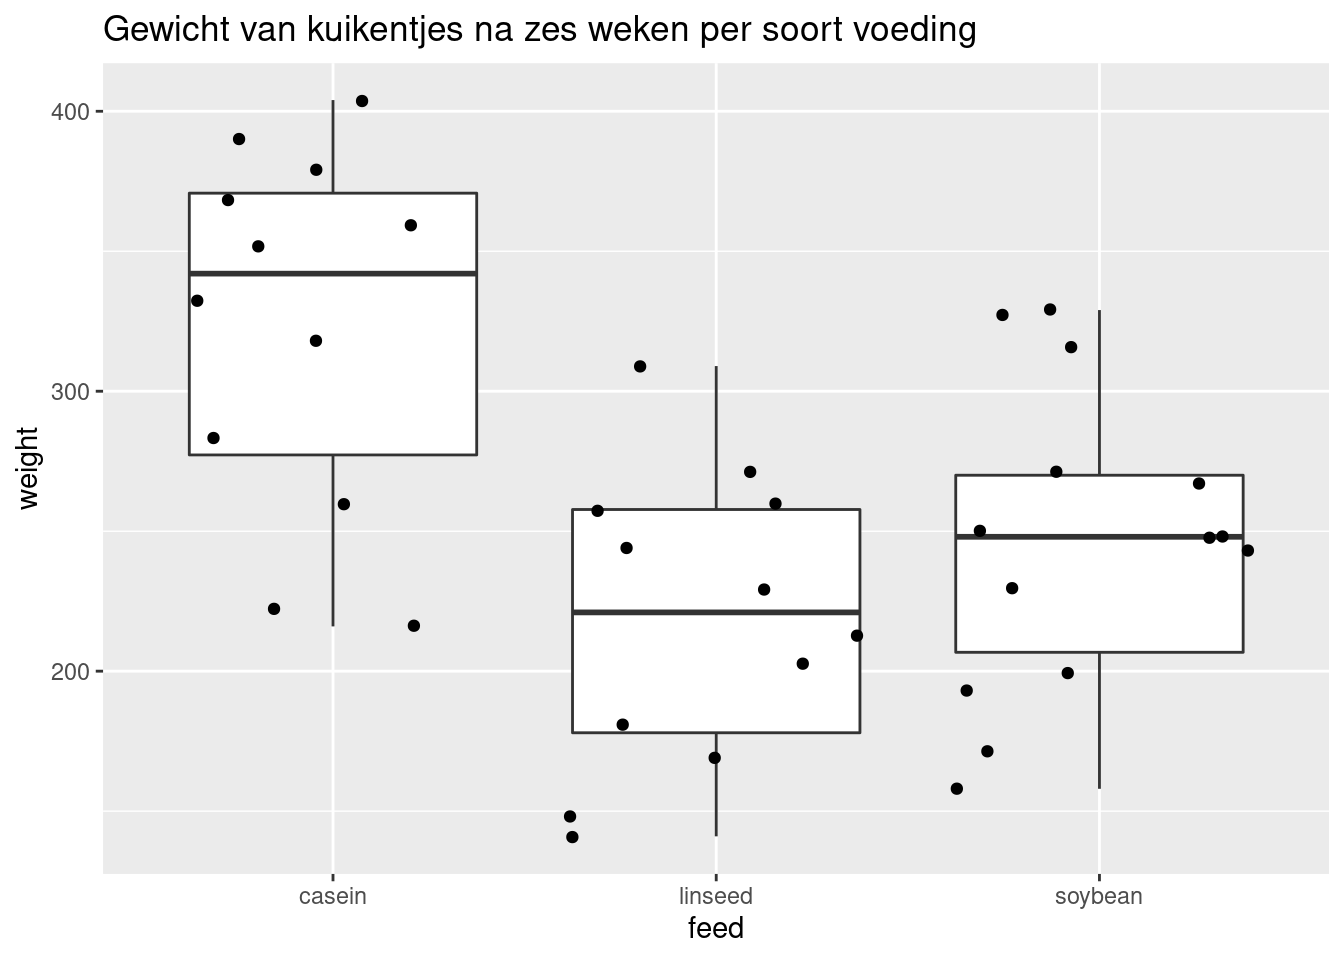 Gewicht van kuikentjes na zes weken per soort voeding
400
300
200
weight
casein linseed soybean
feed